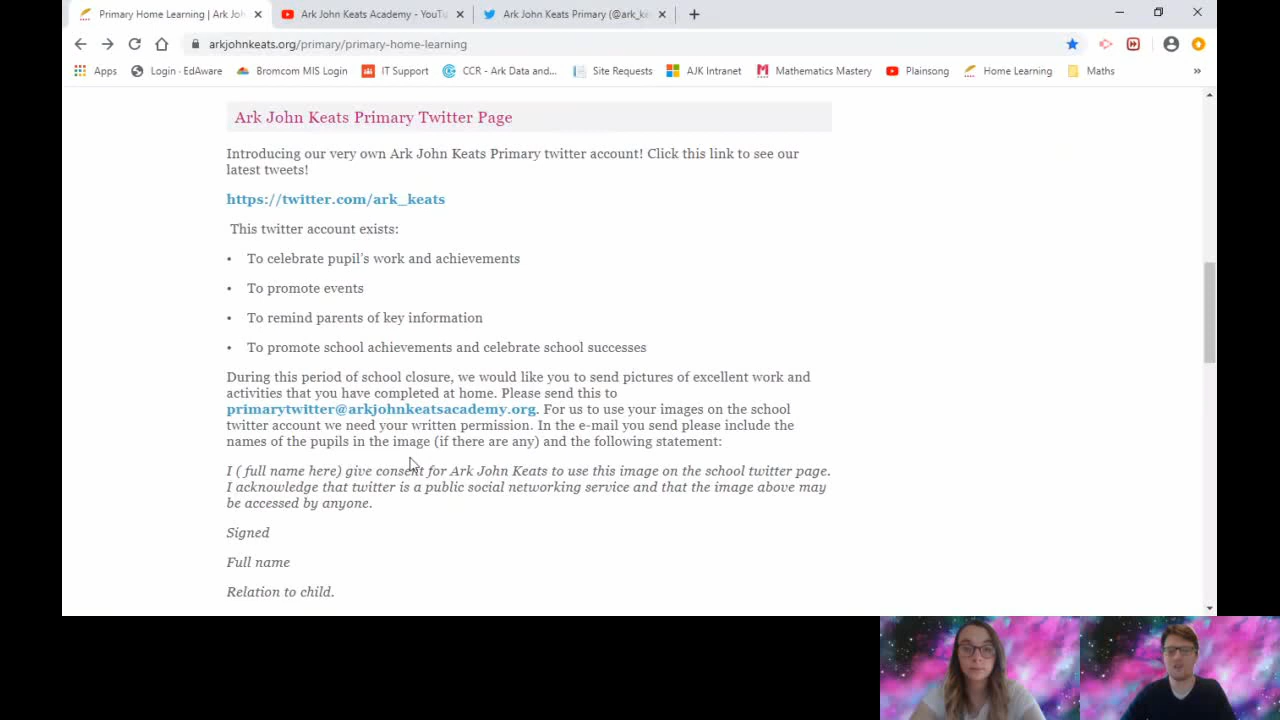 Primary Home Learning | Ark Jo
Ark John Keats Academy - YouTu
Ark John Keats Primary (@ark_ke
arkjohnkeats.org/primary/primary-home-learning
Apps Login · EdAware Bromcom MIS Login IT Support CCR - Ark Data and... Site Requests AJK Intranet Mathematics Mastery Plainsong Home Learning Maths »
Ark John Keats Primary Twitter Page
Introducing our very own Ark John Keats Primary twitter account! Click this link to see our
latest tweets!
https://twitter.com/ark_keats
This twitter account exists:
• To celebrate pupil's work and achievements
• To promote events
• To remind parents of key information
• To promote school achievements and celebrate school successes
During this period of school closure, we would like you to send pictures of excellent work and
activities that you have completed at home. Please send this to
primarytwitter@arkjohnkeatsacademy.org. For us to use your images on the school
twitter account we need your written permission. In the e-mail you send please include the
names of the pupils in the image (if there are any) and the following statement:
I ( full name here) give consent for Ark John Keats to use this image on the school twitter page.
I acknowledge that twitter is a public social networking service and that the image above may
be accessed by anyone.
Signed
Full name
Relation to child.